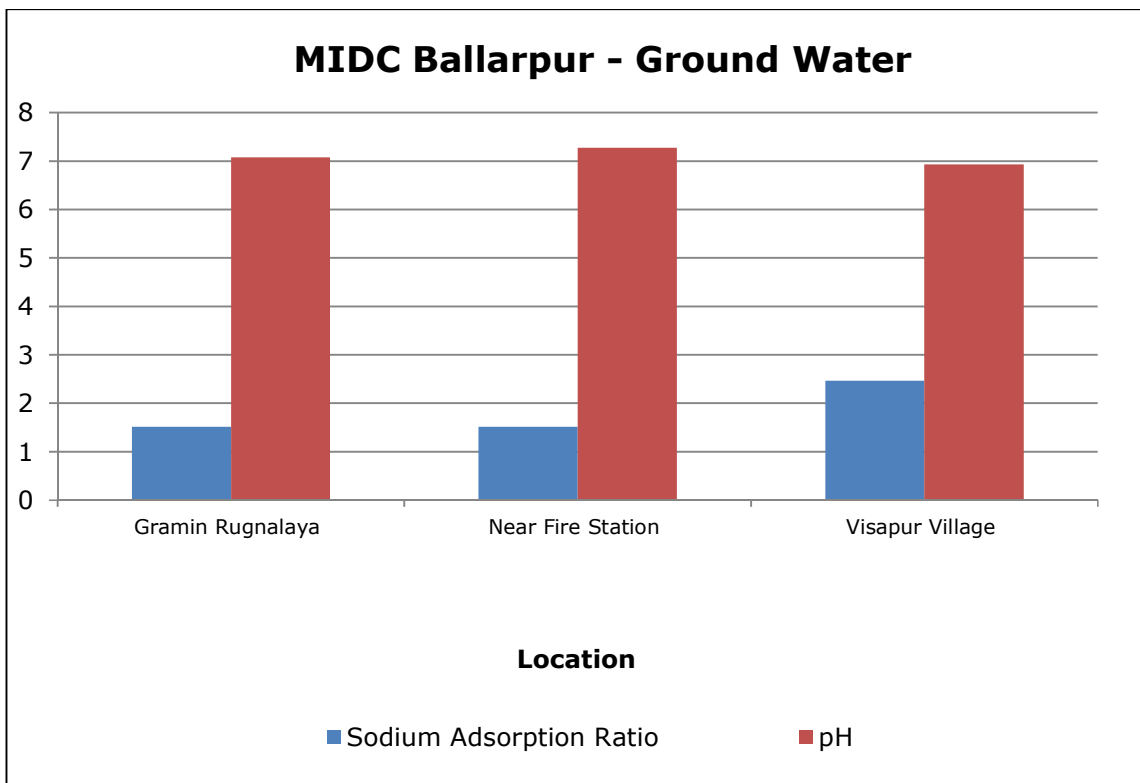 MIDC Ballarpur - Ground Water
8
7
6
5
4
3
2
1
0
Gramin Rugnalaya Near Fire Station Visapur Village
Location
Sodium Adsorption Ratio pH